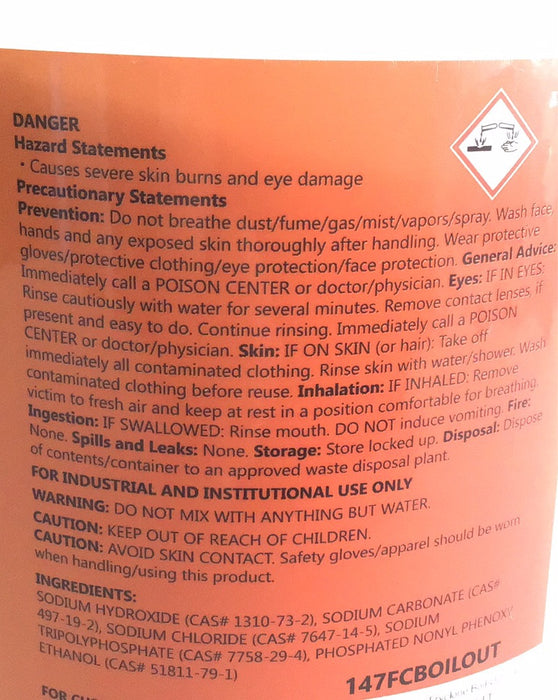 DANGER
Hazard Statements
· Causes severe skin burns and eye damage
Precautionary Statements
Prevention: Do not breathe dust/fume/gas/mist/vapors/spray. Wash face
hands and any exposed skin thoroughly after handling. Wear protective
gloves/protective clothing/eye protection/face protection. General Advice:
Immediately call a POISON CENTER or doctor/physician. Eyes: IF IN EYES:
Rinse cautiously with water for several minutes. Remove contact lenses, if
present and easy to do. Continue rinsing. Immediately call a POISON
CENTER or doctor/physician. Skin: IF ON SKIN (or hair): Take off
immediately all contaminated clothing. Rinse skin with water/shower. Wash
contaminated clothing before reuse. Inhalation: IF INHALED: Remove
victim to fresh air and keep at rest in a position comfortable for breathing.
Ingestion: IF SWALLOWED: Rinse mouth. DO NOT induce vomiting. Fire:
None. Spills and Leaks: None. Storage: Store locked up. Disposal: Dispose
of contents/container to an approved waste disposal plant.
FOR INDUSTRIAL AND INSTITUTIONAL USE ONLY
WARNING: DO NOT MIX WITH ANYTHING BUT WATER.
CAUTION: KEEP OUT OF REACH OF CHILDREN.
CAUTION: AVOID SKIN CONTACT. Safety gloves/apparel should be worn
when handling/using this product.
INGREDIENTS:
SODIUM HYDROXIDE (CAS# 1310-73-2), SODIUM CARBONATE (CAS#
497-19-2), SODIUM CHLORIDE (CAS# 7647-14-5), SODIUM
TRIPOLYPHOSPHATE (CAS# 7758-29-4), PHOSPHATED NONYL PHENOXY
ETHANOL (CAS# 51811-79-1)
147FCBOILOUT